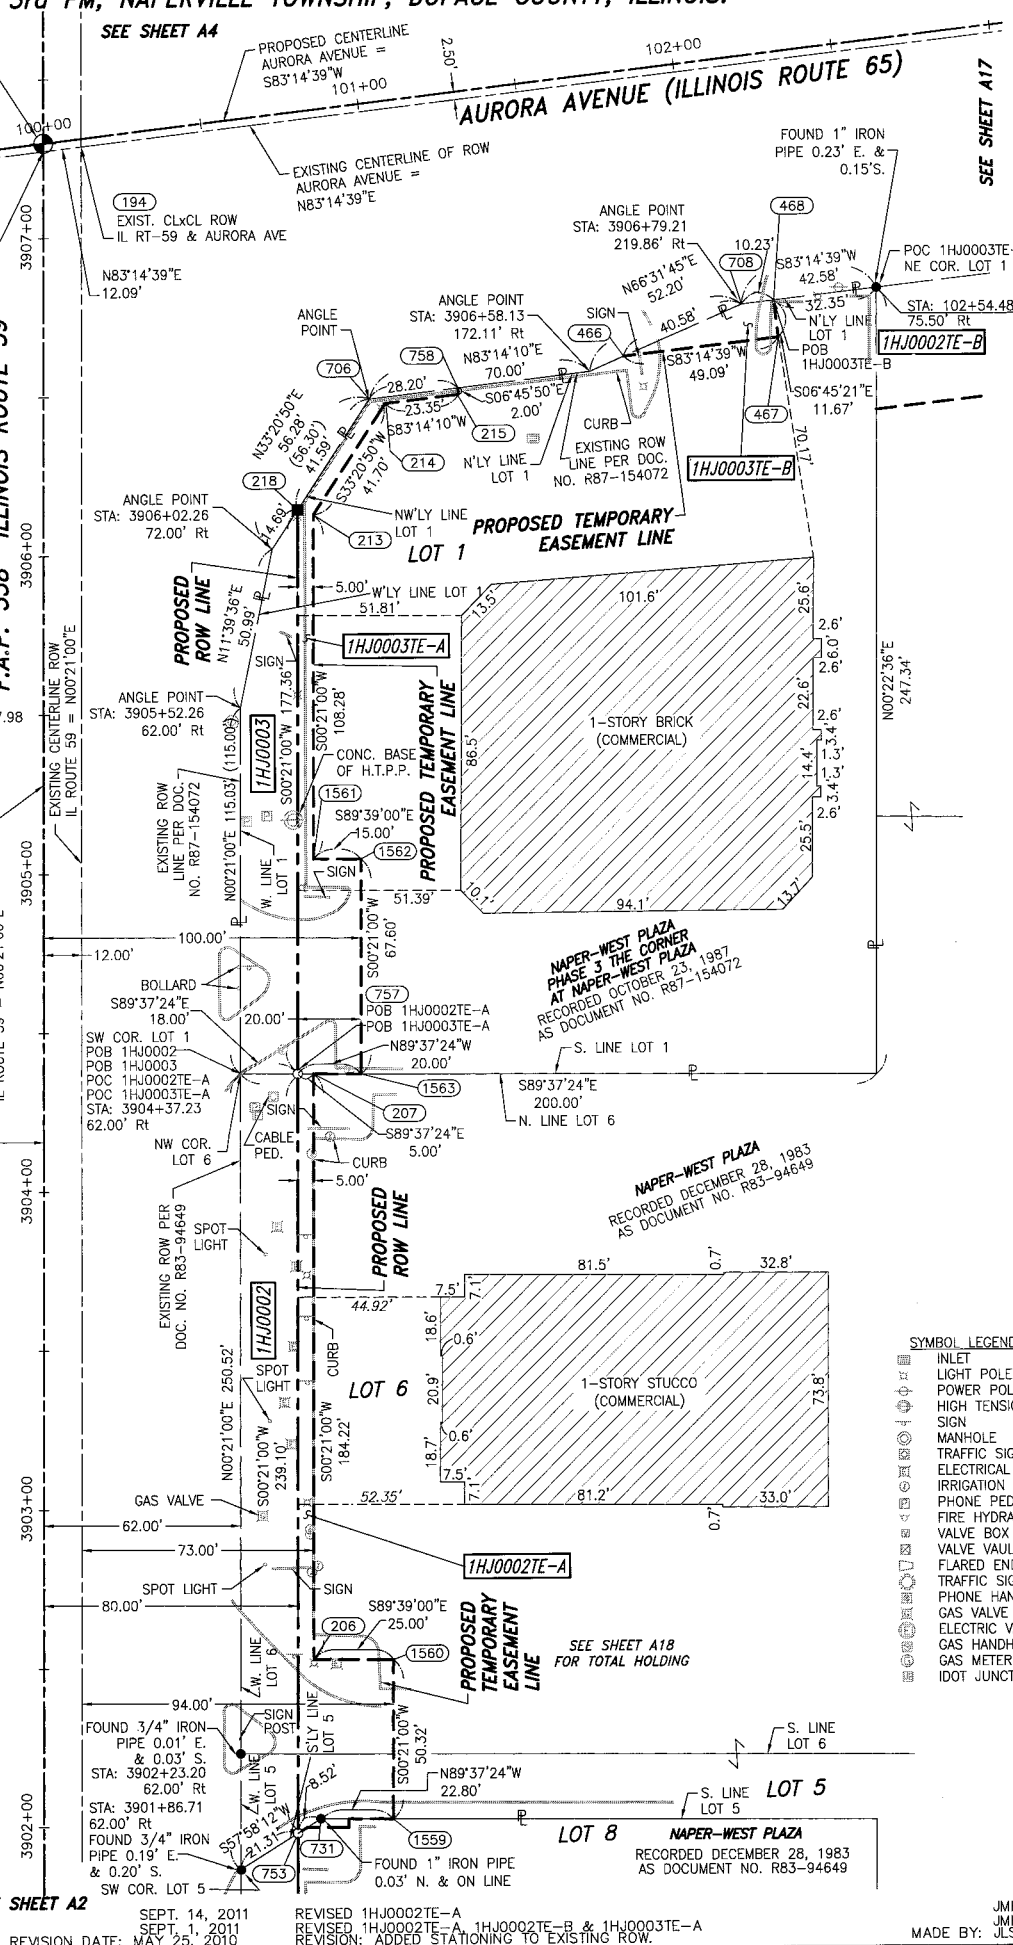 3rd PM, NAPERVILLE TOWNSHIP, DUPAGE COUNTY, ILLINOIS.
SEE SHEET A4
PROPOSED CENTERLINE
AURORA AVENUE =
S83°14'39"W
2.50'
100+00
101+00
102+00
AURORA AVENUE (ILLINOIS ROUTE 65)
SEE SHEET A17
EXISTING CENTERLINE OF ROW
AURORA AVENUE =
N83°14'39"E
194
EXIST. CLxCL ROW
IL RT-59 & AURORA AVE
N83°14'39"E
12.09'
FOUND 1" IRON
PIPE 0.23' E. &
0.15'S.
468
ANGLE POINT
STA: 3906+79.21
219.86' Rt
10.23'
708
S83°14'39"W
42.58'
32.35'
POC 1HJ0003TE-
NE COR. LOT 1
STA: 102+54.48
75.50' Rt
1HJ0002TE-B
N'LY LINE
LOT 1
POB
1HJ0003TE-B
S06°45'21"E
11.67'
467
N66°31'45"E
52.20'
40.58'
SIGN
466
S83°14'39"W
49.09'
ANGLE POINT
STA: 3906+58.13
172.11' Rt
758
N83°14'10"E
70.00'
S06°45'50"E
2.00'
215
CURB
EXISTING ROW
LINE PER DOC.
NO. R87-154072
1HJ0003TE-B
70.17'
N'LY LINE
LOT 1
ANGLE
POINT
706
28.20'
23.35'
S83°14'10"W
214
N33°20'50"E
56.28'
(56.30')
41.59'
S33°20'50"W
41.70'
218
14.69'
213
NW'LY LINE
LOT 1
LOT 1
PROPOSED TEMPORARY
EASEMENT LINE
ANGLE POINT
STA: 3906+02.26
72.00' Rt
PROPOSED
ROW LINE
5.00'
W'LY LINE LOT 1
51.81'
N11°39'36"E
50.99'
SIGN
1HJ0003TE-A
ANGLE POINT
STA: 3905+52.26
62.00' Rt
1HJ0003
S00°21'00"W 177.36'
S00°21'00"W
108.28'
PROPOSED TEMPORARY
EASEMENT LINE
CONC. BASE
OF H.T.P.P.
1561
S89°39'00"E
15.00'
1562
SIGN
51.39'
13.5'
101.6'
25.6'
2.6'
6.0'
2.6'
22.6'
2.6'
3.4'
1.3'
14.4'
1.3'
3.4'
2.6'
25.5'
13.7'
94.1'
10.1'
86.5'
1-STORY BRICK
(COMMERCIAL)
N00°22'36"E
247.34'
3907+00
3906+00
3905+00
3904+00
3903+00
3902+00
F.A.P. 338 ILLINOIS ROUTE 59
7.98
EXISTING CENTERLINE ROW
IL ROUTE 59 = N00°21'00"E
EXISTING ROW
LINE PER DOC.
NO. R87-154072
N00°21'00"E 115.03' (115.00')
W. LINE
LOT 1
100.00'
12.00'
S00°21'00"W
67.60'
BOLLARD
S89°37'24"E
18.00'
20.00'
757
POB 1HJ0002TE-A
POB 1HJ0003TE-A
N89°37'24"W
20.00'
SW COR. LOT 1
POB 1HJ0002
POB 1HJ0003
POC 1HJ0002TE-A
POC 1HJ0003TE-A
STA: 3904+37.23
62.00' Rt
NAPER-WEST PLAZA
PHASE 3 THE CORNER
AT NAPER-WEST PLAZA
RECORDED OCTOBER 23, 1987
AS DOCUMENT NO. R87-154072
S. LINE LOT 1
S89°37'24"E
200.00'
N. LINE LOT 6
1563
207
S89°37'24"E
5.00'
SIGN
NW COR.
LOT 6
CABLE
PED.
CURB
5.00'
EXISTING ROW PER
DOC. NO. R83-94649
SPOT
LIGHT
PROPOSED
ROW LINE
NAPER-WEST PLAZA
RECORDED DECEMBER 28, 1983
AS DOCUMENT NO. R83-94649
1HJ0002
44.92'
81.5'
0.7'
32.8'
7.5'
7.1'
18.6'
0.6'
20.9'
0.6'
18.7'
7.5'
7.1'
81.2'
0.7'
33.0'
73.8'
1-STORY STUCCO
(COMMERCIAL)
CURB
SPOT
LIGHT
LOT 6
N00°21'00"E 250.52'
S00°21'00"W
239.10'
S00°21'00"W
184.22'
GAS VALVE
52.35'
62.00'
73.00'
1HJ0002TE-A
SPOT LIGHT
SIGN
80.00'
S89°39'00"E
25.00'
206
1560
PROPOSED
TEMPORARY
EASEMENT
LINE
SEE SHEET A18
FOR TOTAL HOLDING
W. LINE
LOT 6
94.00'
S'LY LINE
LOT 5
SIGN
POST
FOUND 3/4" IRON
PIPE 0.01' E.
& 0.03' S.
STA: 3902+23.20
62.00' Rt
W. LINE
LOT 5
8.52'
S00°21'00"W
50.32'
N89°37'24"W
22.80'
S. LINE
LOT 6
S. LINE
LOT 5
LOT 5
STA: 3901+86.71
62.00' Rt
FOUND 3/4" IRON
PIPE 0.19' E.
& 0.20' S.
SW COR. LOT 5
S57°58'12"W
21.31'
753
731
1559
FOUND 1" IRON PIPE
0.03' N. & ON LINE
LOT 8
NAPER-WEST PLAZA
RECORDED DECEMBER 28, 1983
AS DOCUMENT NO. R83-94649
SYMBOL LEGEND
INLET
LIGHT POLE
POWER POL
HIGH TENSI
SIGN
MANHOLE
TRAFFIC SIG
ELECTRICAL
IRRIGATION
PHONE PED
FIRE HYDRA
VALVE BOX
VALVE VAUL
FLARED EN
TRAFFIC SIG
PHONE HAN
GAS VALVE
ELECTRIC V
GAS HANDH
GAS METER
IDOT JUNCT
SHEET A2
SEPT. 14, 2011 REVISED 1HJ0002TE-A
SEPT. 1, 2011 REVISED 1HJ0002TE-A, 1HJ0002TE-B & 1HJ0003TE-A
REVISION DATE: MAY 25, 2010 REVISION: ADDED STATIONING TO EXISTING ROW.
MADE BY: JLS